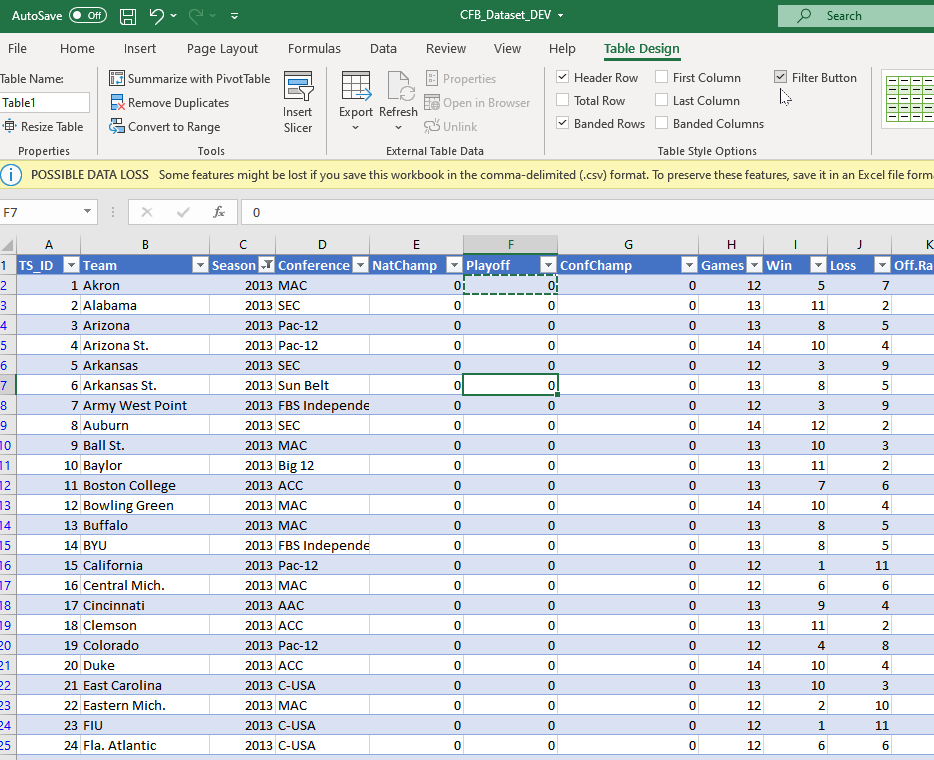 AutoSave Off CFB_Dataset_DEV Search
File Home Insert Page Layout Formulas Data Review View Help Table Design
Table Name:
Table1
Resize Table
Properties
Summarize with PivotTable
Remove Duplicates
Convert to Range
Insert
Slicer
Tools
Export Refresh
Properties
Open in Browser
Unlink
External Table Data
Header Row First Column Filter Button
Total Row Last Column
Banded Rows Banded Columns
Table Style Options
POSSIBLE DATA LOSS Some features might be lost if you save this workbook in the comma-delimited (.csv) format. To preserve these features, save it in an Excel file forma
F7 fx 0
A B C D E F G H I J K
1 TS_ID Team Season Conference NatChamp Playoff ConfChamp Games Win Loss Off.Ra
2 1 Akron 2013 MAC 0 0 0 12 5 7
3 2 Alabama 2013 SEC 0 0 0 13 11 2
4 3 Arizona 2013 Pac-12 0 0 0 13 8 5
5 4 Arizona St. 2013 Pac-12 0 0 0 14 10 4
6 5 Arkansas 2013 SEC 0 0 0 12 3 9
7 6 Arkansas St. 2013 Sun Belt 0 0 0 13 8 5
8 7 Army West Point 2013 FBS Independe 0 0 0 12 3 9
9 8 Auburn 2013 SEC 0 0 0 14 12 2
10 9 Ball St. 2013 MAC 0 0 0 13 10 3
11 10 Baylor 2013 Big 12 0 0 0 13 11 2
12 11 Boston College 2013 ACC 0 0 0 13 7 6
13 12 Bowling Green 2013 MAC 0 0 0 14 10 4
14 13 Buffalo 2013 MAC 0 0 0 13 8 5
15 14 BYU 2013 FBS Independe 0 0 0 13 8 5
16 15 California 2013 Pac-12 0 0 0 12 1 11
17 16 Central Mich. 2013 MAC 0 0 0 12 6 6
18 17 Cincinnati 2013 AAC 0 0 0 13 9 4
19 18 Clemson 2013 ACC 0 0 0 13 11 2
20 19 Colorado 2013 Pac-12 0 0 0 12 4 8
21 20 Duke 2013 ACC 0 0 0 14 10 4
22 21 East Carolina 2013 C-USA 0 0 0 13 10 3
23 22 Eastern Mich. 2013 MAC 0 0 0 12 2 10
24 23 FIU 2013 C-USA 0 0 0 12 1 11
25 24 Fla. Atlantic 2013 C-USA 0 0 0 12 6 6